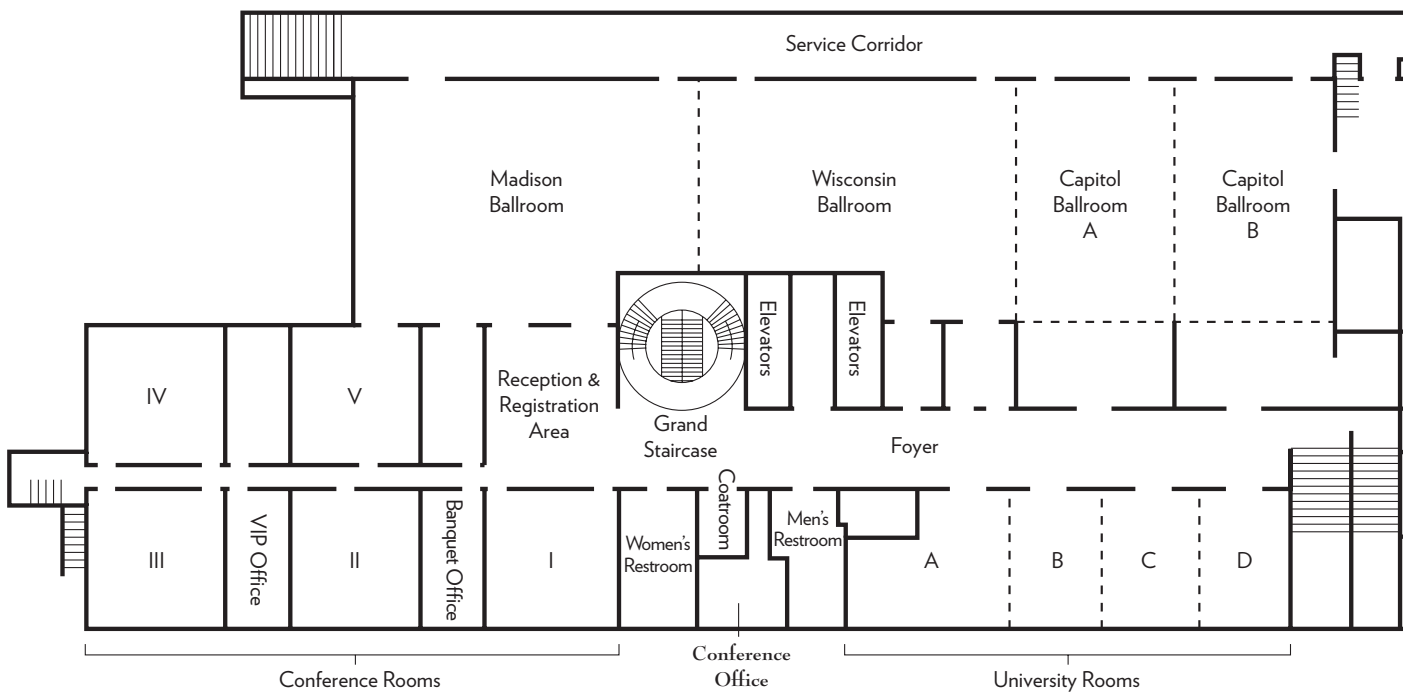 Service Corridor
Madison
Ballroom
Wisconsin
Ballroom
Capitol
Ballroom
A
Capitol
Ballroom
B
Elevators
Elevators
IV
V
Reception &
Registration
Area
Grand
Staircase
Foyer
III
VIP Office
II
Banquet Office
I
Women's
Restroom
Coatroom
Men's
Restroom
A
B
C
D
Conference Rooms
Conference
Office
University Rooms